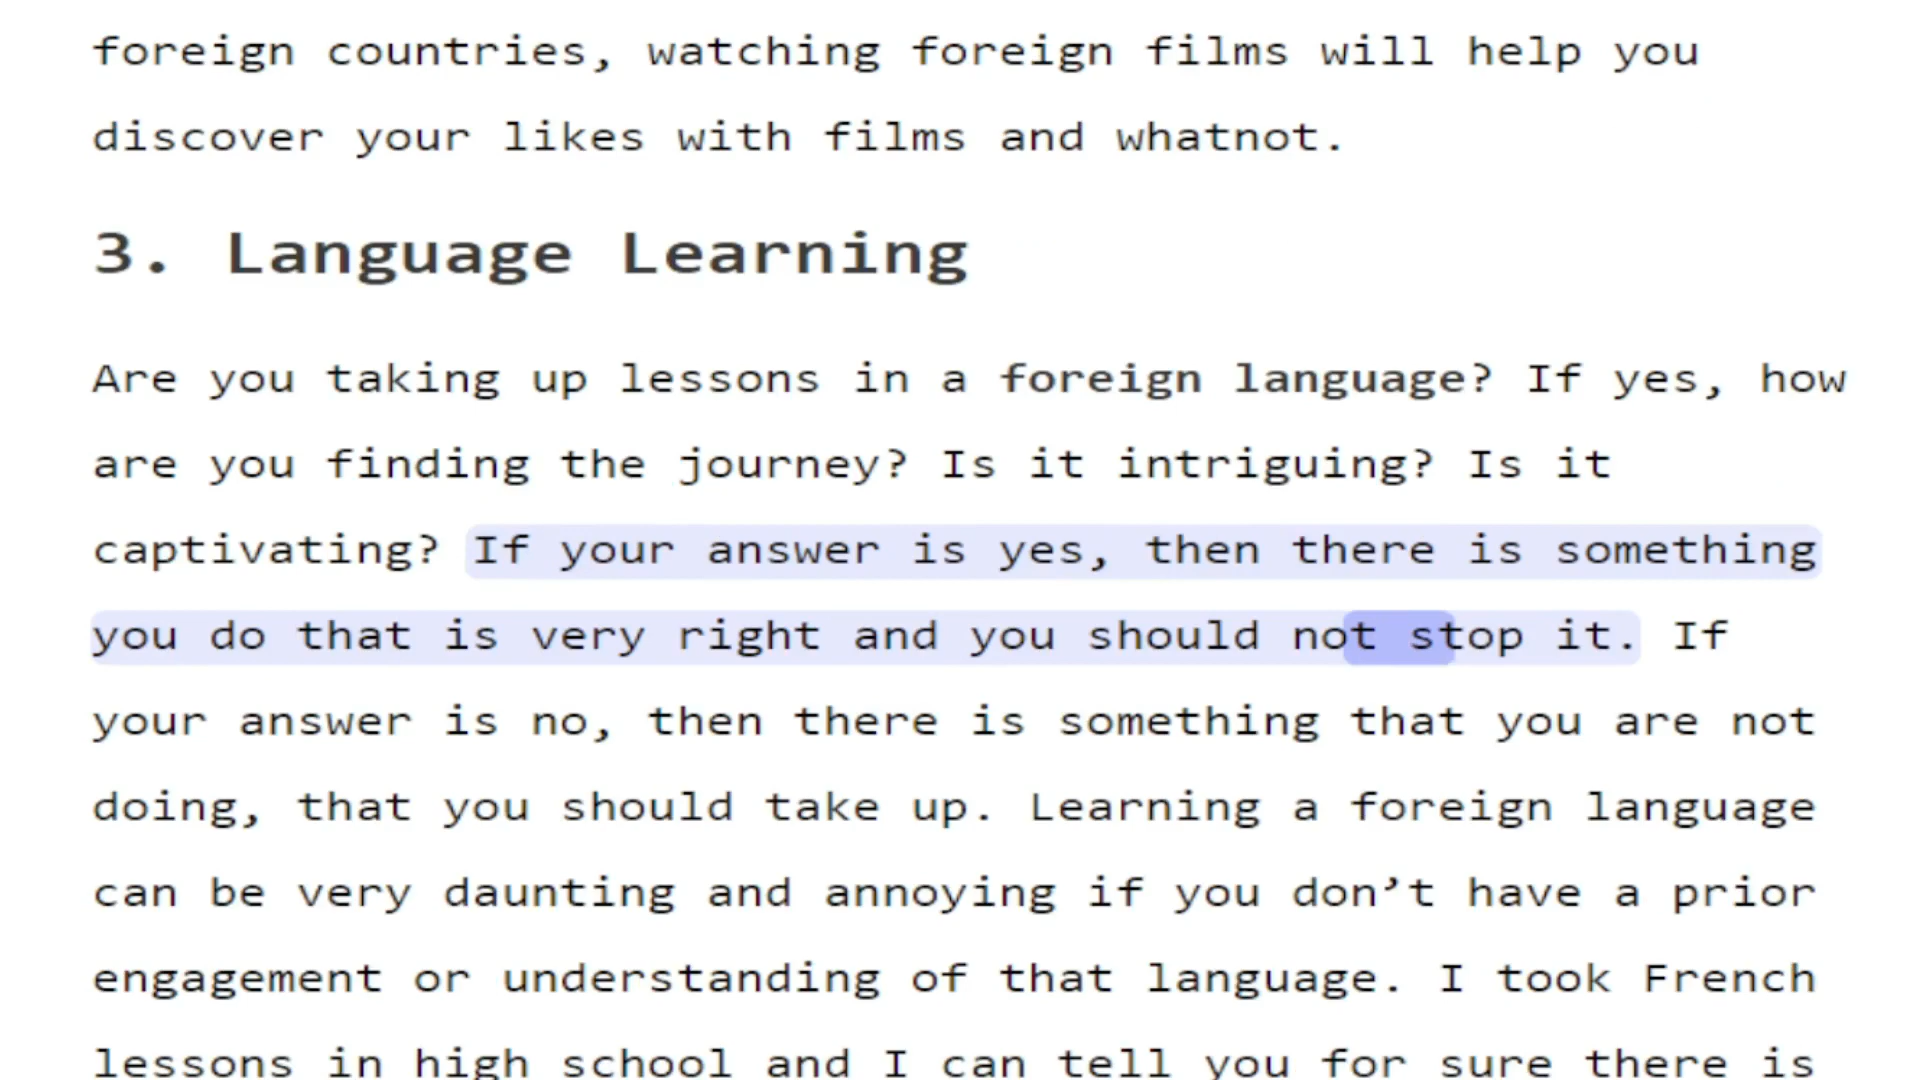 foreign countries, watching foreign films will help you
discover your likes with films and whatnot.
3. Language Learning
Are you taking up lessons in a foreign language? If yes, how
are you finding the journey? Is it intriguing? Is it
captivating? If your answer is yes, then there is something
you do that is very right and you should not stop it. If
your answer is no, then there is something that you are not
doing, that you should take up. Learning a foreign language
can be very daunting and annoying if you don’t have a prior
engagement or understanding of that language. I took French
lessons in high school and I can tell you for sure there is